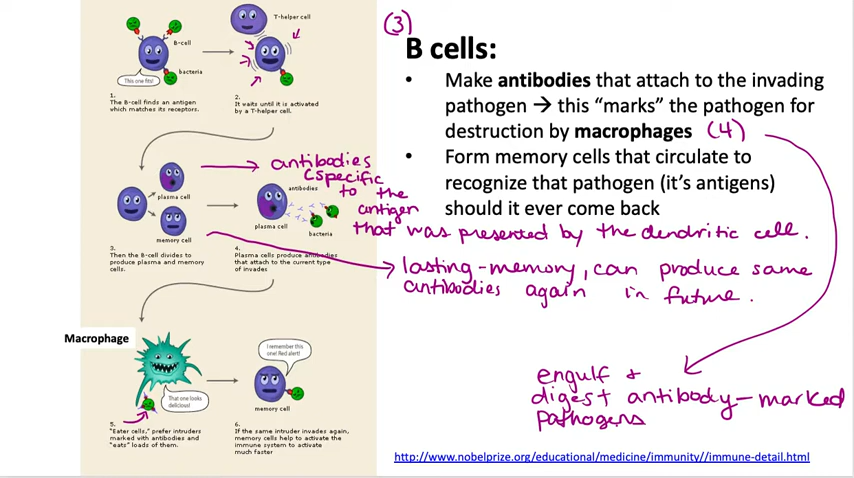 T-helper cell
B-cell
bacteria
This one fits!
1.
The B-cell finds an antigen
which matches its receptors.
2.
It waits until it is activated
by a T-helper cell.
plasma cell
memory cell
antibodies
plasma cell
bacteria
3.
Then the B-cell divides to
produce plasma and memory
cells.
4.
Plasma cells produce antibodies
that attach to the current type
of invades
Macrophage
That one looks
delicious!
I remember this
one! Red alert!
memory cell
5.
"Eater cells," prefer intruders
marked with antibodies and
"eats" loads of them.
6.
If the same intruder invades again,
memory cells help to activate the
immune system to activate
much faster
(3)
B cells:
• Make antibodies that attach to the invading
pathogen → this “marks” the pathogen for
destruction by macrophages (4)
• Form memory cells that circulate to
recognize that pathogen (it’s antigens)
should it ever come back
antibodies
(specific
to the
antigen
that was presented by the dendritic cell.
lasting-memory, can produce same
antibodies again in future.
engulf +
digest antibody-marked
pathogens
http://www.nobelprize.org/educational/medicine/immunity//immune-detail.html